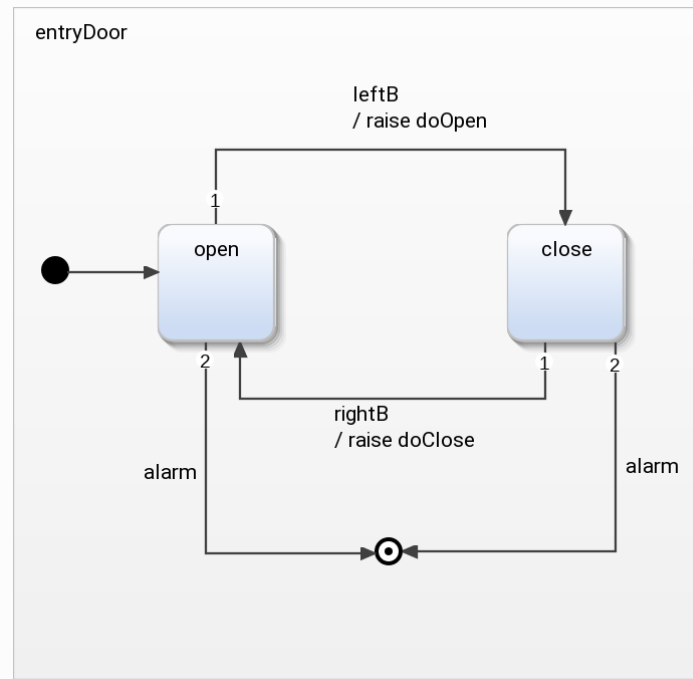 entryDoor
leftB
/ raise doOpen
1
open
close
2
1
2
rightB
/ raise doClose
alarm
alarm